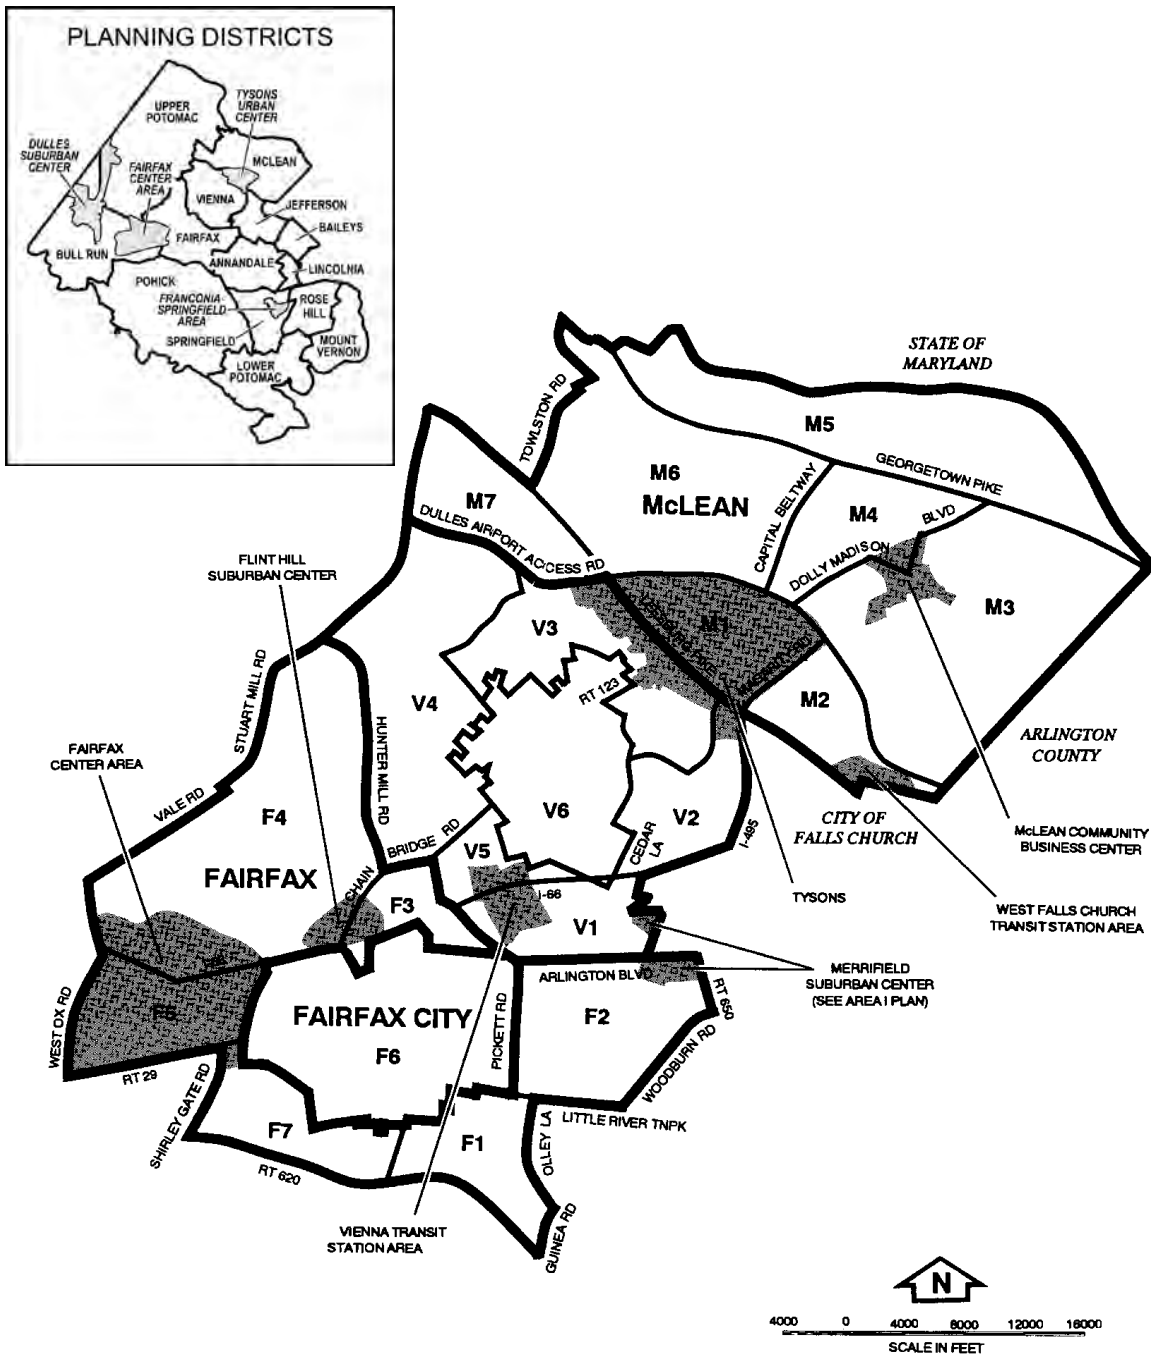 PLANNING DISTRICTS
UPPER
POTOMAC
TYSONS
URBAN
CENTER
DULLES
SUBURBAN
CENTER
FAIRFAX
CENTER
AREA
MCLEAN
VIENNA
JEFFERSON
BAILEYS
FAIRFAX
BULL RUN
ANNANDALE
LINCOLNIA
POHICK
FRANCONIA-
SPRINGFIELD
AREA
ROSE
HILL
SPRINGFIELD
MOUNT
VERNON
LOWER
POTOMAC
STATE OF
MARYLAND
TOWLSTON RD
M5
M6
McLEAN
GEORGETOWN PIKE
CAPITAL BELTWAY
M7
M4
DOLLY MADISON
BLVD
DULLES AIRPORT ACCESS RD
FLINT HILL
SUBURBAN CENTER
M3
V3
M1
LEESBURG PIKE
MAGARITY RD
STUART MILL RD
HUNTER MILL RD
V4
RT 123
M2
ARLINGTON
COUNTY
FAIRFAX
CENTER AREA
VALE RD
F4
FAIRFAX
BRIDGE RD
CHAIN
V6
V2
V5
CEDAR
LA
I-495
CITY OF
FALLS CHURCH
McLEAN COMMUNITY
BUSINESS CENTER
TYSONS
WEST FALLS CHURCH
TRANSIT STATION AREA
F3
I-66
V1
I-66
ARLINGTON BLVD
MERRIFIELD
SUBURBAN CENTER
(SEE AREA I PLAN)
WEST OX RD
F5
FAIRFAX CITY
F6
PICKETT RD
F2
RT 650
WOODBURN RD
RT 29
SHIRLEY GATE RD
F7
F1
OLLEY LA
LITTLE RIVER TNPK
RT 620
GUINEA RD
VIENNA TRANSIT
STATION AREA
N
4000 0 4000 8000 12000 16000
SCALE IN FEET